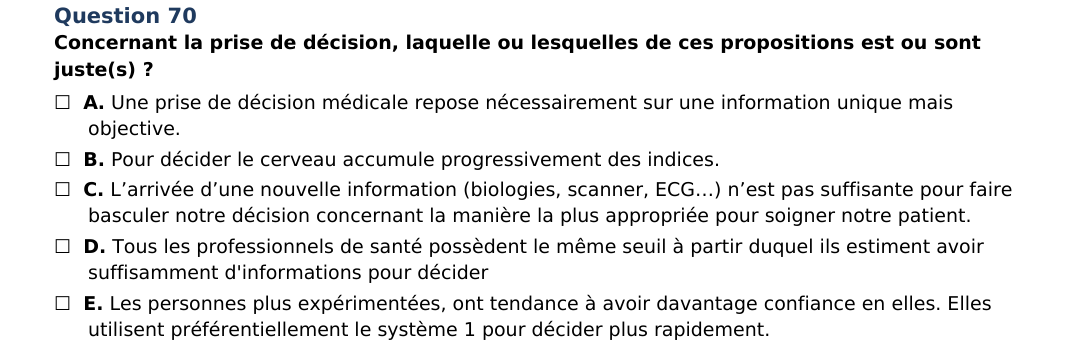 Question 70
Concernant la prise de décision, laquelle ou lesquelles de ces propositions est ou sont
juste(s) ?
☐ A. Une prise de décision médicale repose nécessairement sur une information unique mais
objective.
☐ B. Pour décider le cerveau accumule progressivement des indices.
☐ C. L’arrivée d’une nouvelle information (biologies, scanner, ECG…) n’est pas suffisante pour faire
basculer notre décision concernant la manière la plus appropriée pour soigner notre patient.
☐ D. Tous les professionnels de santé possèdent le même seuil à partir duquel ils estiment avoir
suffisamment d'informations pour décider
☐ E. Les personnes plus expérimentées, ont tendance à avoir davantage confiance en elles. Elles
utilisent préférentiellement le système 1 pour décider plus rapidement.